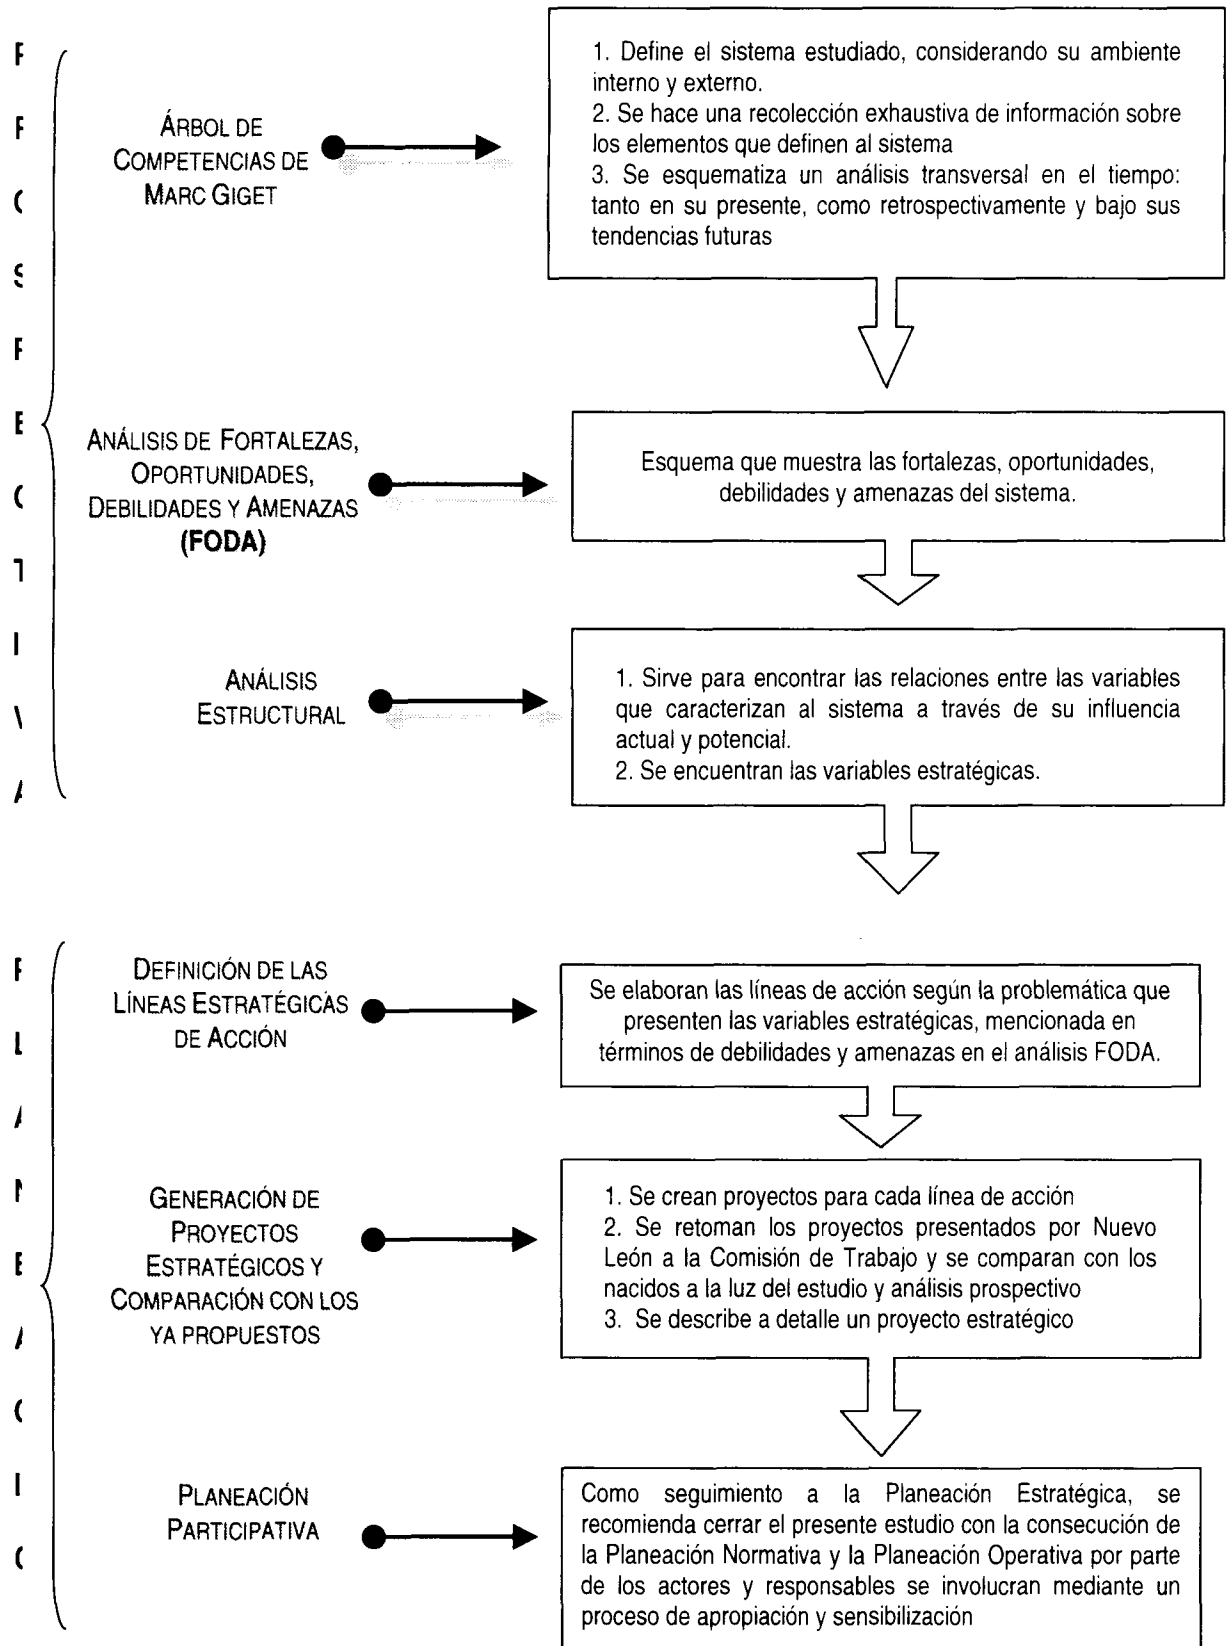 ÁRBOL DE
COMPETENCIAS DE
MARC GIGET
1. Define el sistema estudiado, considerando su ambiente
interno y externo.
2. Se hace una recolección exhaustiva de información sobre
los elementos que definen al sistema
3. Se esquematiza un análisis transversal en el tiempo:
tanto en su presente, como retrospectivamente y bajo sus
tendencias futuras
ANÁLISIS DE FORTALEZAS,
OPORTUNIDADES,
DEBILIDADES Y AMENAZAS
(FODA)
Esquema que muestra las fortalezas, oportunidades,
debilidades y amenazas del sistema.
ANÁLISIS
ESTRUCTURAL
1. Sirve para encontrar las relaciones entre las variables
que caracterizan al sistema a través de su influencia
actual y potencial.
2. Se encuentran las variables estratégicas.
DEFINICIÓN DE LAS
LÍNEAS ESTRATÉGICAS
DE ACCIÓN
Se elaboran las líneas de acción según la problemática que
presenten las variables estratégicas, mencionada en
términos de debilidades y amenazas en el análisis FODA.
GENERACIÓN DE
PROYECTOS
ESTRATÉGICOS Y
COMPARACIÓN CON LOS
YA PROPUESTOS
1. Se crean proyectos para cada línea de acción
2. Se retoman los proyectos presentados por Nuevo
León a la Comisión de Trabajo y se comparan con los
nacidos a la luz del estudio y análisis prospectivo
3. Se describe a detalle un proyecto estratégico
PLANEACIÓN
PARTICIPATIVA
Como seguimiento a la Planeación Estratégica, se
recomienda cerrar el presente estudio con la consecución de
la Planeación Normativa y la Planeación Operativa por parte
de los actores y responsables se involucran mediante un
proceso de apropiación y sensibilización